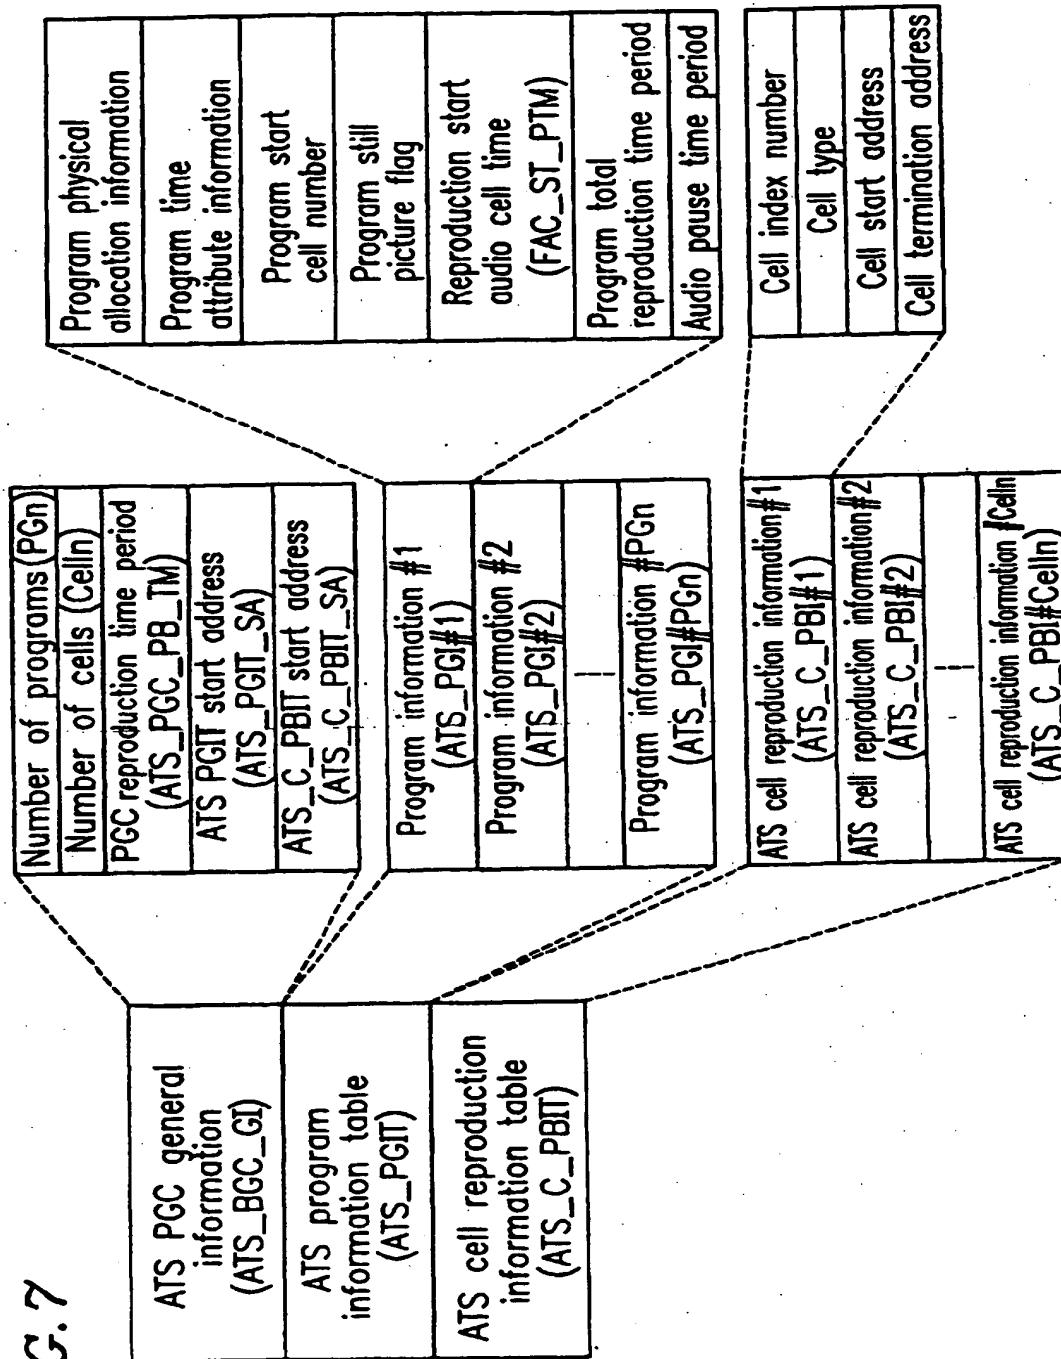 G. 7
ATS PGC general
information
(ATS_BGC_GI)
ATS program
information table
(ATS_PGIT)
ATS cell reproduction
information table
(ATS_C_PBIT)
Number of programs (PGn)
Number of cells (Celln)
PGC reproduction time period
(ATS_PGC_PB_TM)
ATS PGIT start address
(ATS_PGIT_SA)
ATS_C_PBIT start address
(ATS_C_PBIT_SA)
Program information #1
(ATS_PGI#1)
Program information #2
(ATS_PGI#2)
Program information #PGn
(ATS_PGI#PGn)
ATS cell reproduction information#1
(ATS_C_PBI#1)
ATS cell reproduction information#2
(ATS_C_PBI#2)
ATS cell reproduction information #Celln
(ATS_C_PBI#Celln)
Program physical
allocation information
Program time
attribute information
Program start
cell number
Program still
picture flag
Reproduction start
audio cell time
(FAC_ST_PTM)
Program total
reproduction time period
Audio pause time period
Cell index number
Cell type
Cell start address
Cell termination address